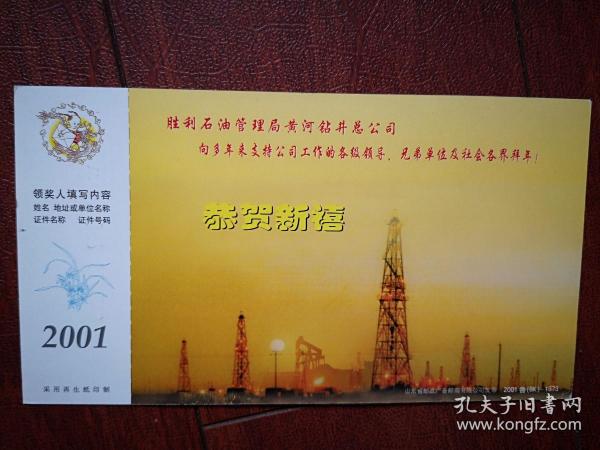 胜利石油管理局黄河钻井总公司
向多年来支持公司工作的各级领导、兄弟单位及社会各界拜年！
恭贺新禧
领奖人填写内容
姓名 地址或单位名称
证件名称 证件号码
2001
采用再生纸印制
2001 鲁(BK)-1573
孔夫子旧书网
www.kongfz.com